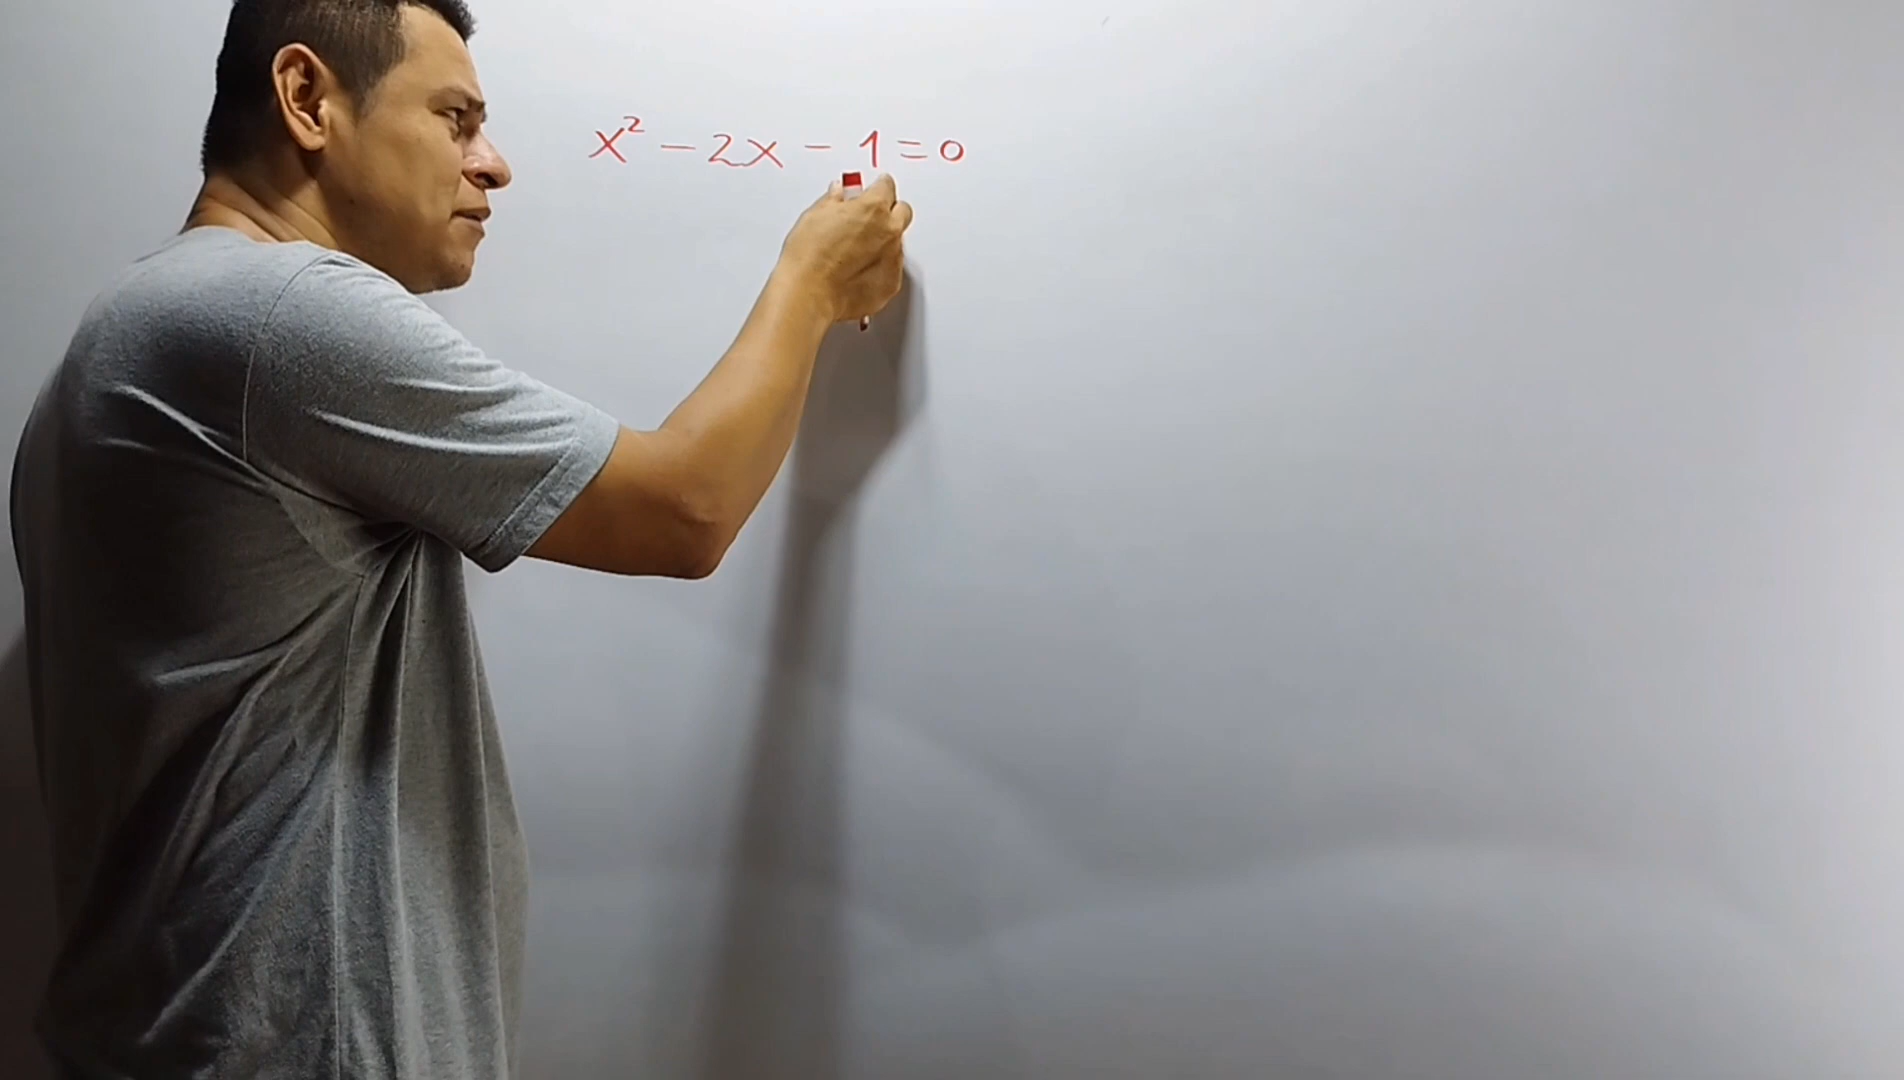 x² - 2x - 1 = 0